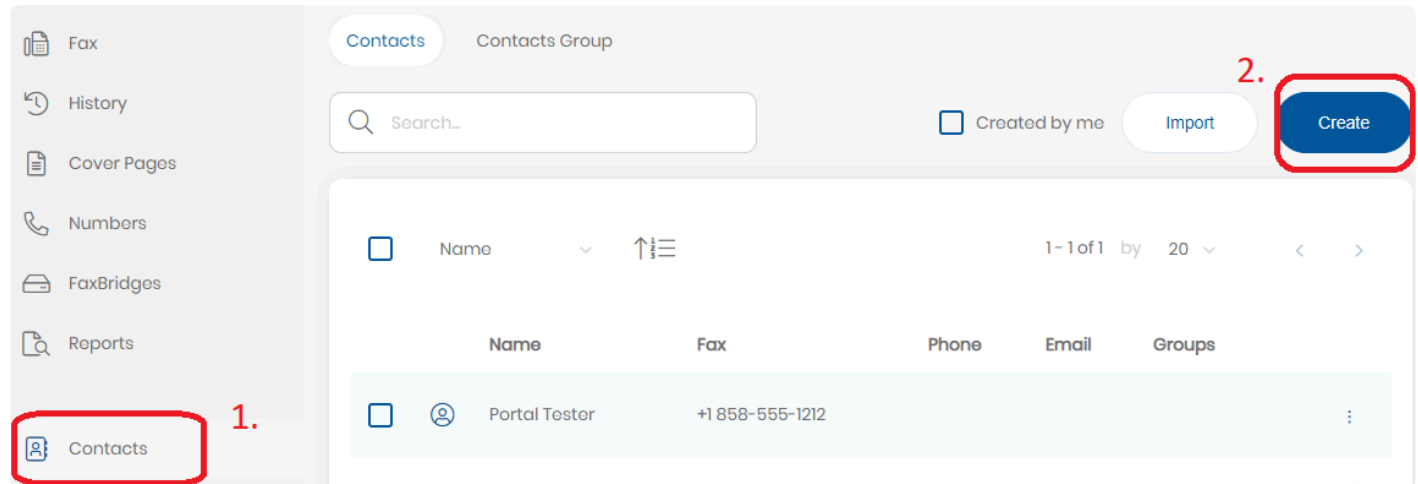 Fax
History
Cover Pages
Numbers
FaxBridges
Reports
1.
Contacts
Contacts Contacts Group
2.
Search... Created by me Import Create
Name 1 - 1 of 1 by 20
Name Fax Phone Email Groups
Portal Tester +1 858-555-1212